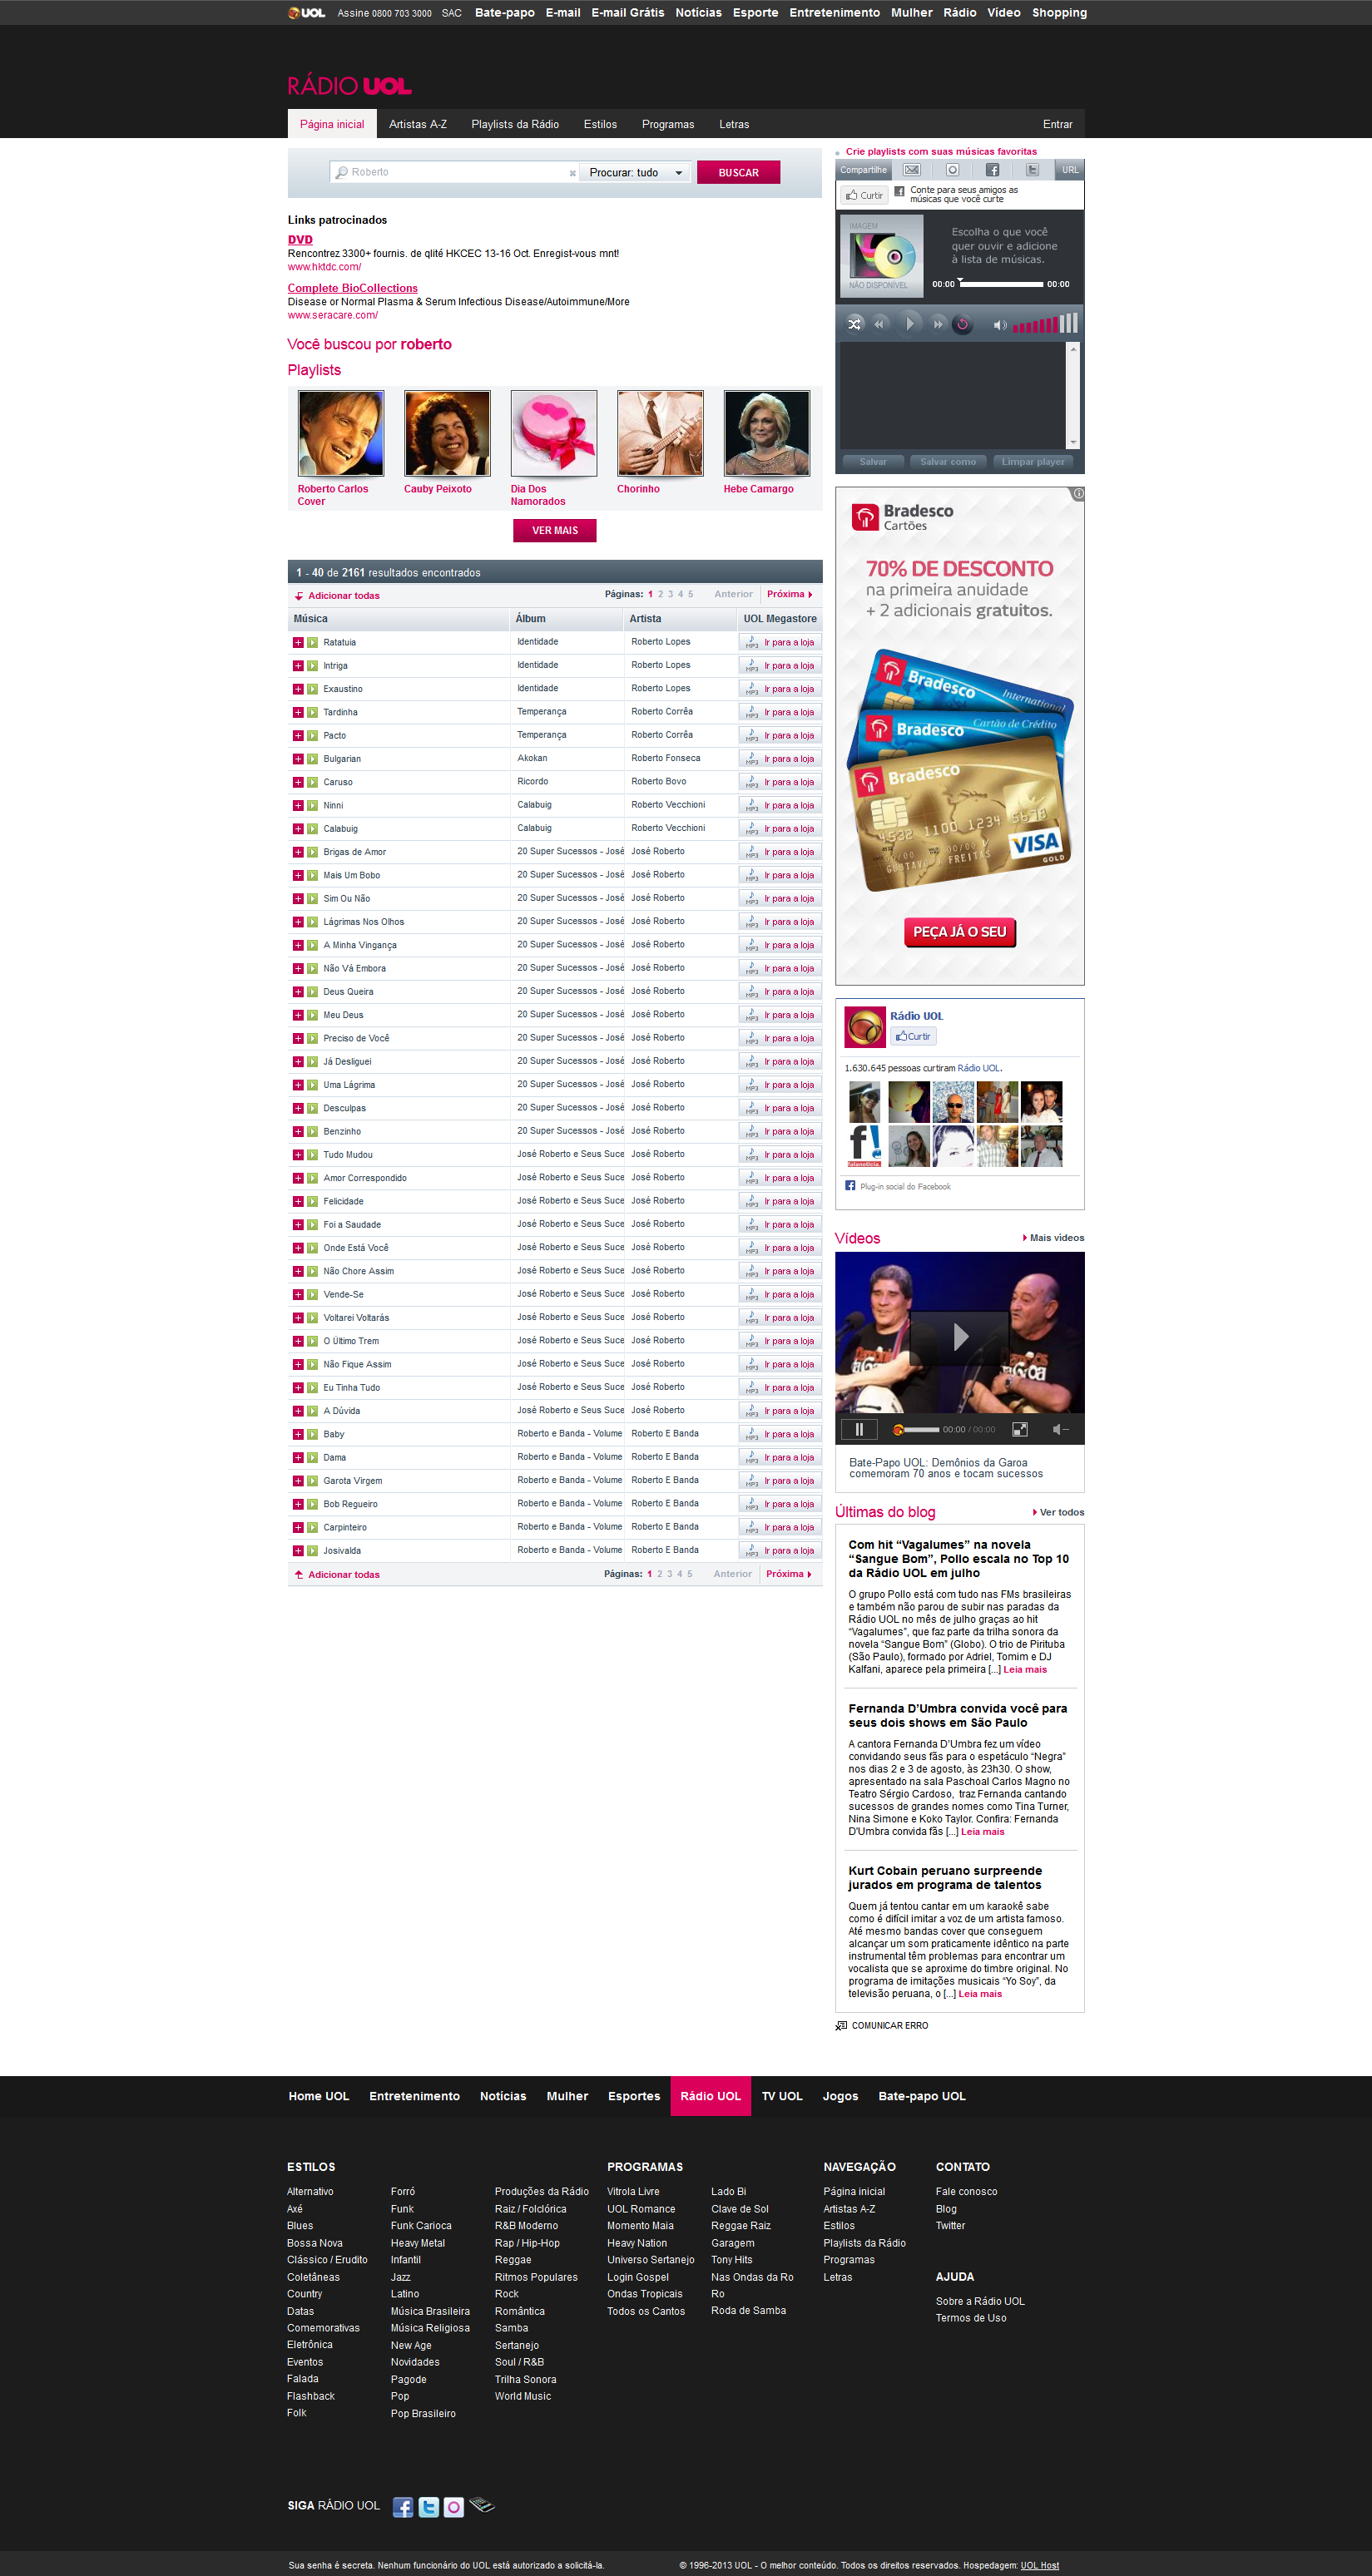 UOL Assine 0800 703 3000 SAC Bate-papo E-mail E-mail Grátis Notícias Esporte Entretenimento Mulher Rádio Vídeo Shopping
RÁDIO UOL
Página inicial Artistas A-Z Playlists da Rádio Estilos Programas Letras Entrar
Roberto Procurar: tudo BUSCAR
Links patrocinados
DVD
Rencontrez 3300+ fournis. de qlité HKCEC 13-16 Oct. Enregist-vous mnt!
www.hktdc.com/
Complete BioCollections
Disease or Normal Plasma & Serum Infectious Disease/Autoimmune/More
www.seracare.com/
Você buscou por roberto
Playlists
Roberto Carlos Cover
Cauby Peixoto
Dia Dos Namorados
Chorinho
Hebe Camargo
VER MAIS
1 - 40 de 2161 resultados encontrados
Adicionar todas Páginas: 1 2 3 4 5 Anterior Próxima
Música Álbum Artista UOL Megastore
Ratatuia Identidade Roberto Lopes MP3 Ir para a loja
Intriga Identidade Roberto Lopes MP3 Ir para a loja
Exaustino Identidade Roberto Lopes MP3 Ir para a loja
Tardinha Temperança Roberto Corrêa MP3 Ir para a loja
Pacto Temperança Roberto Corrêa MP3 Ir para a loja
Bulgarian Akokan Roberto Fonseca MP3 Ir para a loja
Caruso Ricordo Roberto Bovo MP3 Ir para a loja
Ninni Calabuig Roberto Vecchioni MP3 Ir para a loja
Calabuig Calabuig Roberto Vecchioni MP3 Ir para a loja
Brigas de Amor 20 Super Sucessos - José José Roberto MP3 Ir para a loja
Mais Um Bobo 20 Super Sucessos - José José Roberto MP3 Ir para a loja
Sim Ou Não 20 Super Sucessos - José José Roberto MP3 Ir para a loja
Lágrimas Nos Olhos 20 Super Sucessos - José José Roberto MP3 Ir para a loja
A Minha Vingança 20 Super Sucessos - José José Roberto MP3 Ir para a loja
Não Vá Embora 20 Super Sucessos - José José Roberto MP3 Ir para a loja
Deus Queira 20 Super Sucessos - José José Roberto MP3 Ir para a loja
Meu Deus 20 Super Sucessos - José José Roberto MP3 Ir para a loja
Preciso de Você 20 Super Sucessos - José José Roberto MP3 Ir para a loja
Já Desliguei 20 Super Sucessos - José José Roberto MP3 Ir para a loja
Uma Lágrima 20 Super Sucessos - José José Roberto MP3 Ir para a loja
Desculpas 20 Super Sucessos - José José Roberto MP3 Ir para a loja
Benzinho 20 Super Sucessos - José José Roberto MP3 Ir para a loja
Tudo Mudou José Roberto e Seus Suce José Roberto MP3 Ir para a loja
Amor Correspondido José Roberto e Seus Suce José Roberto MP3 Ir para a loja
Felicidade José Roberto e Seus Suce José Roberto MP3 Ir para a loja
Foi a Saudade José Roberto e Seus Suce José Roberto MP3 Ir para a loja
Onde Está Você José Roberto e Seus Suce José Roberto MP3 Ir para a loja
Não Chore Assim José Roberto e Seus Suce José Roberto MP3 Ir para a loja
Vende-Se José Roberto e Seus Suce José Roberto MP3 Ir para a loja
Voltarei Voltarás José Roberto e Seus Suce José Roberto MP3 Ir para a loja
O Último Trem José Roberto e Seus Suce José Roberto MP3 Ir para a loja
Não Fique Assim José Roberto e Seus Suce José Roberto MP3 Ir para a loja
Eu Tinha Tudo José Roberto e Seus Suce José Roberto MP3 Ir para a loja
A Dúvida José Roberto e Seus Suce José Roberto MP3 Ir para a loja
Baby Roberto e Banda - Volume Roberto E Banda MP3 Ir para a loja
Dama Roberto e Banda - Volume Roberto E Banda MP3 Ir para a loja
Garota Virgem Roberto e Banda - Volume Roberto E Banda MP3 Ir para a loja
Bob Regueiro Roberto e Banda - Volume Roberto E Banda MP3 Ir para a loja
Carpinteiro Roberto e Banda - Volume Roberto E Banda MP3 Ir para a loja
Josivalda Roberto e Banda - Volume Roberto E Banda MP3 Ir para a loja
Adicionar todas Páginas: 1 2 3 4 5 Anterior Próxima
Crie playlists com suas músicas favoritas
Compartilhe URL
Curtir Conte para seus amigos as
músicas que você curte
IMAGEM
NÃO DISPONÍVEL
Escolha o que você
quer ouvir e adicione
à lista de músicas.
00:00 00:00
Salvar Salvar como Limpar player
Bradesco
Cartões
70% DE DESCONTO
na primeira anuidade
+ 2 adicionais gratuitos.
Bradesco
International
Bradesco
Cartão de Crédito
Bradesco
4532 1100 1234 5678
GUSTAVO J FREITAS
VISA
GOLD
PEÇA JÁ O SEU
Rádio UOL
Curtir
1.630.645 pessoas curtiram Rádio UOL.
f!
falanoticia.
Plug-in social do Facebook
Vídeos Mais vídeos
00:00 / 00:00
Bate-Papo UOL: Demônios da Garoa
comemoram 70 anos e tocam sucessos
Últimas do blog Ver todos
Com hit “Vagalumes” na novela
“Sangue Bom”, Pollo escala no Top 10
da Rádio UOL em julho
O grupo Pollo está com tudo nas FMs brasileiras
e também não parou de subir nas paradas da
Rádio UOL no mês de julho graças ao hit
“Vagalumes”, que faz parte da trilha sonora da
novela “Sangue Bom” (Globo). O trio de Pirituba
(São Paulo), formado por Adriel, Tomim e DJ
Kalfani, aparece pela primeira [...] Leia mais
Fernanda D’Umbra convida você para
seus dois shows em São Paulo
A cantora Fernanda D’Umbra fez um vídeo
convidando seus fãs para o espetáculo “Negra”
nos dias 2 e 3 de agosto, às 23h30. O show,
apresentado na sala Paschoal Carlos Magno no
Teatro Sérgio Cardoso, traz Fernanda cantando
sucessos de grandes nomes como Tina Turner,
Nina Simone e Koko Taylor. Confira: Fernanda
D'Umbra convida fãs [...] Leia mais
Kurt Cobain peruano surpreende
jurados em programa de talentos
Quem já tentou cantar em um karaokê sabe
como é difícil imitar a voz de um artista famoso.
Até mesmo bandas cover que conseguem
alcançar um som praticamente idêntico na parte
instrumental têm problemas para encontrar um
vocalista que se aproxime do timbre original. No
programa de imitações musicais “Yo Soy”, da
televisão peruana, o [...] Leia mais
COMUNICAR ERRO
Home UOL Entretenimento Notícias Mulher Esportes Rádio UOL TV UOL Jogos Bate-papo UOL
ESTILOS
Alternativo
Axé
Blues
Bossa Nova
Clássico / Erudito
Coletâneas
Country
Datas
Comemorativas
Eletrônica
Eventos
Falada
Flashback
Folk
Forró
Funk
Funk Carioca
Heavy Metal
Infantil
Jazz
Latino
Música Brasileira
Música Religiosa
New Age
Novidades
Pagode
Pop
Pop Brasileiro
Produções da Rádio
Raiz / Folclórica
R&B Moderno
Rap / Hip-Hop
Reggae
Ritmos Populares
Rock
Romântica
Samba
Sertanejo
Soul / R&B
Trilha Sonora
World Music
PROGRAMAS
Vitrola Livre
UOL Romance
Momento Maia
Heavy Nation
Universo Sertanejo
Login Gospel
Ondas Tropicais
Todos os Cantos
Lado Bi
Clave de Sol
Reggae Raiz
Garagem
Tony Hits
Nas Ondas da Ro
Ro
Roda de Samba
NAVEGAÇÃO
Página inicial
Artistas A-Z
Estilos
Playlists da Rádio
Programas
Letras
CONTATO
Fale conosco
Blog
Twitter
AJUDA
Sobre a Rádio UOL
Termos de Uso
SIGA RÁDIO UOL
Sua senha é secreta. Nenhum funcionário do UOL está autorizado a solicitá-la. © 1996-2013 UOL - O melhor conteúdo. Todos os direitos reservados. Hospedagem: UOL Host